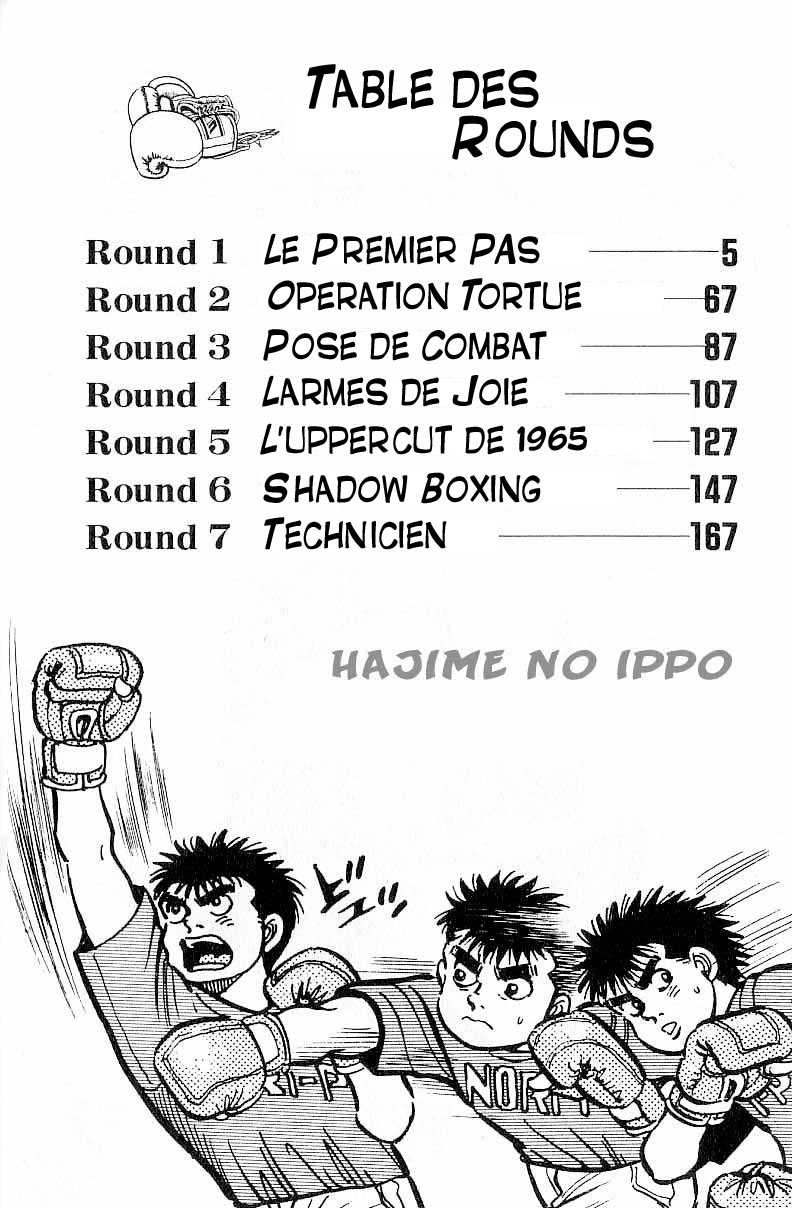 TABLE DES
ROUNDS
Round 1 LE PREMIER PAS 5
Round 2 OPERATION TORTUE 67
Round 3 POSE DE COMBAT 87
Round 4 LARMES DE JOIE 107
Round 5 L'UPPERCUT DE 1965 127
Round 6 SHADOW BOXING 147
Round 7 TECHNICIEN 167
HAJIME NO IPPO
ビュッ
NORI